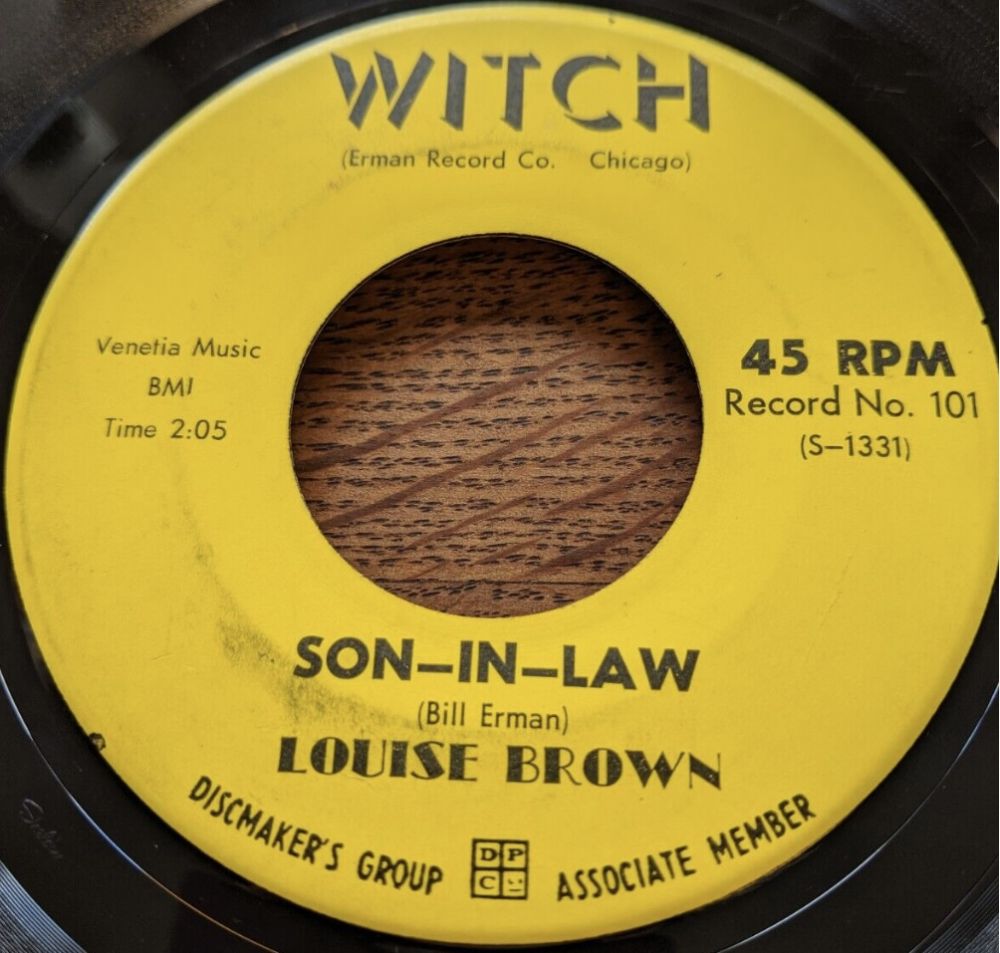 WITCH
(Erman Record Co. Chicago)
Venetia Music
BMI
Time 2:05
45 RPM
Record No. 101
(S-1331)
SON-IN-LAW
(Bill Erman)
LOUISE BROWN
DISCMAKER'S GROUP
DP
C
ASSOCIATE MEMBER